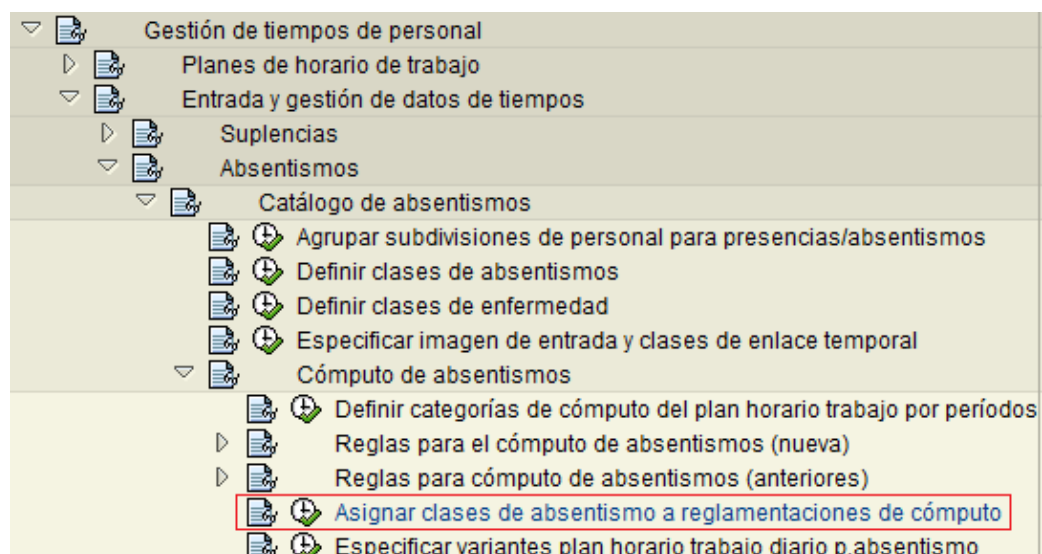 Gestión de tiempos de personal
Planes de horario de trabajo
Entrada y gestión de datos de tiempos
Suplencias
Absentismos
Catálogo de absentismos
Agrupar subdivisiones de personal para presencias/absentismos
Definir clases de absentismos
Definir clases de enfermedad
Especificar imagen de entrada y clases de enlace temporal
Cómputo de absentismos
Definir categorías de cómputo del plan horario trabajo por períodos
Reglas para el cómputo de absentismos (nueva)
Reglas para cómputo de absentismos (anteriores)
Asignar clases de absentismo a reglamentaciones de cómputo
Especificar variantes plan horario trabajo diario p.absentismo